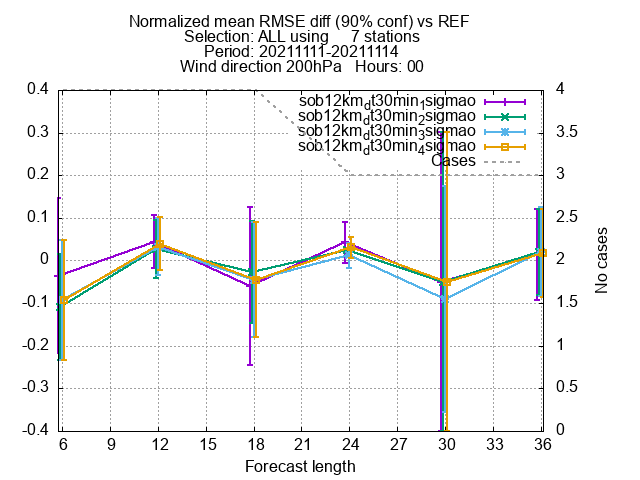 Normalized mean RMSE diff (90% conf) vs REF
Selection: ALL using 7 stations
Period: 20211111-20211114
Wind direction 200hPa Hours: 00
sob12km_dt30min_1sigmao
sob12km_dt30min_2sigmao
sob12km_dt30min_3sigmao
sob12km_dt30min_4sigmao
Cases
0.4
0.3
0.2
0.1
0
-0.1
-0.2
-0.3
-0.4
4
3.5
3
2.5
2
1.5
1
0.5
0
No cases
6 9 12 15 18 21 24 27 30 33 36
Forecast length